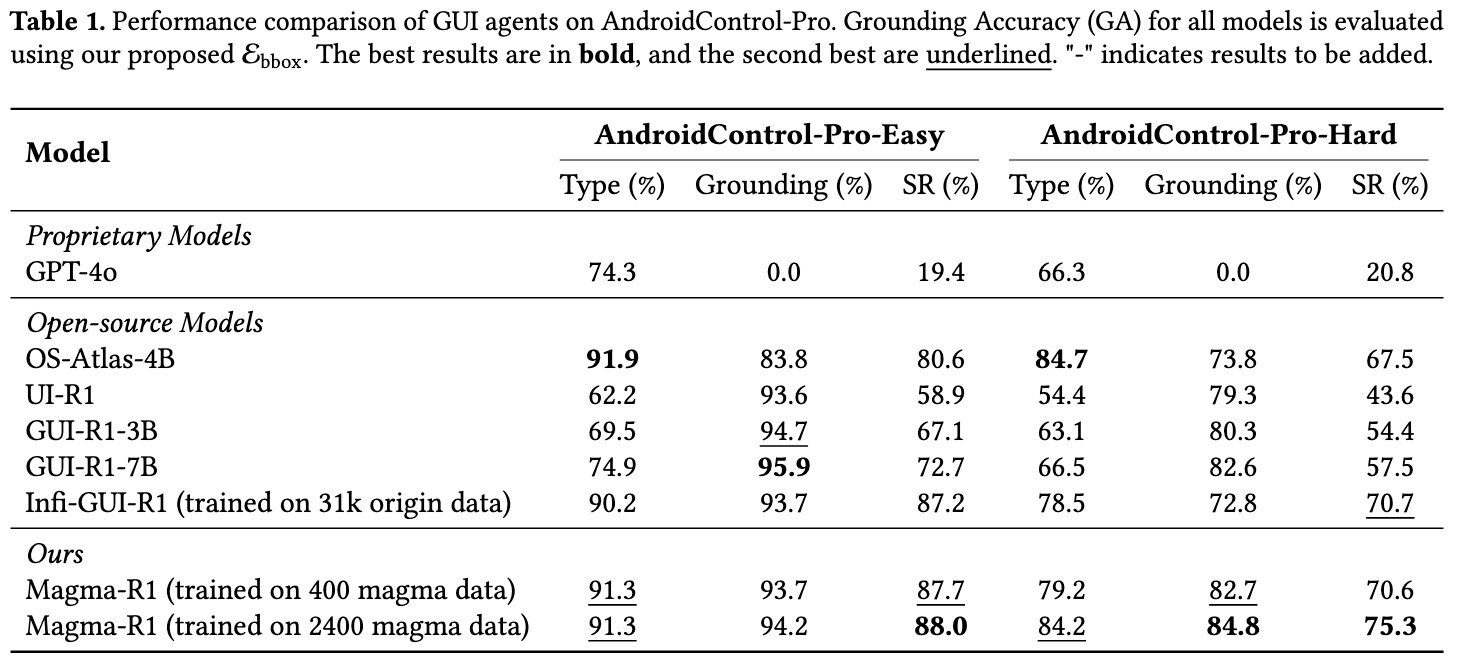 Table 1. Performance comparison of GUI agents on AndroidControl-Pro. Grounding Accuracy (GA) for all models is evaluated
using our proposed ℰbbox. The best results are in bold, and the second best are underlined. "-" indicates results to be added.
Model AndroidControl-Pro-Easy AndroidControl-Pro-Hard
Type (%) Grounding (%) SR (%) Type (%) Grounding (%) SR (%)
Proprietary Models
GPT-4o 74.3 0.0 19.4 66.3 0.0 20.8
Open-source Models
OS-Atlas-4B 91.9 83.8 80.6 84.7 73.8 67.5
UI-R1 62.2 93.6 58.9 54.4 79.3 43.6
GUI-R1-3B 69.5 94.7 67.1 63.1 80.3 54.4
GUI-R1-7B 74.9 95.9 72.7 66.5 82.6 57.5
Infi-GUI-R1 (trained on 31k origin data) 90.2 93.7 87.2 78.5 72.8 70.7
Ours
Magma-R1 (trained on 400 magma data) 91.3 93.7 87.7 79.2 82.7 70.6
Magma-R1 (trained on 2400 magma data) 91.3 94.2 88.0 84.2 84.8 75.3